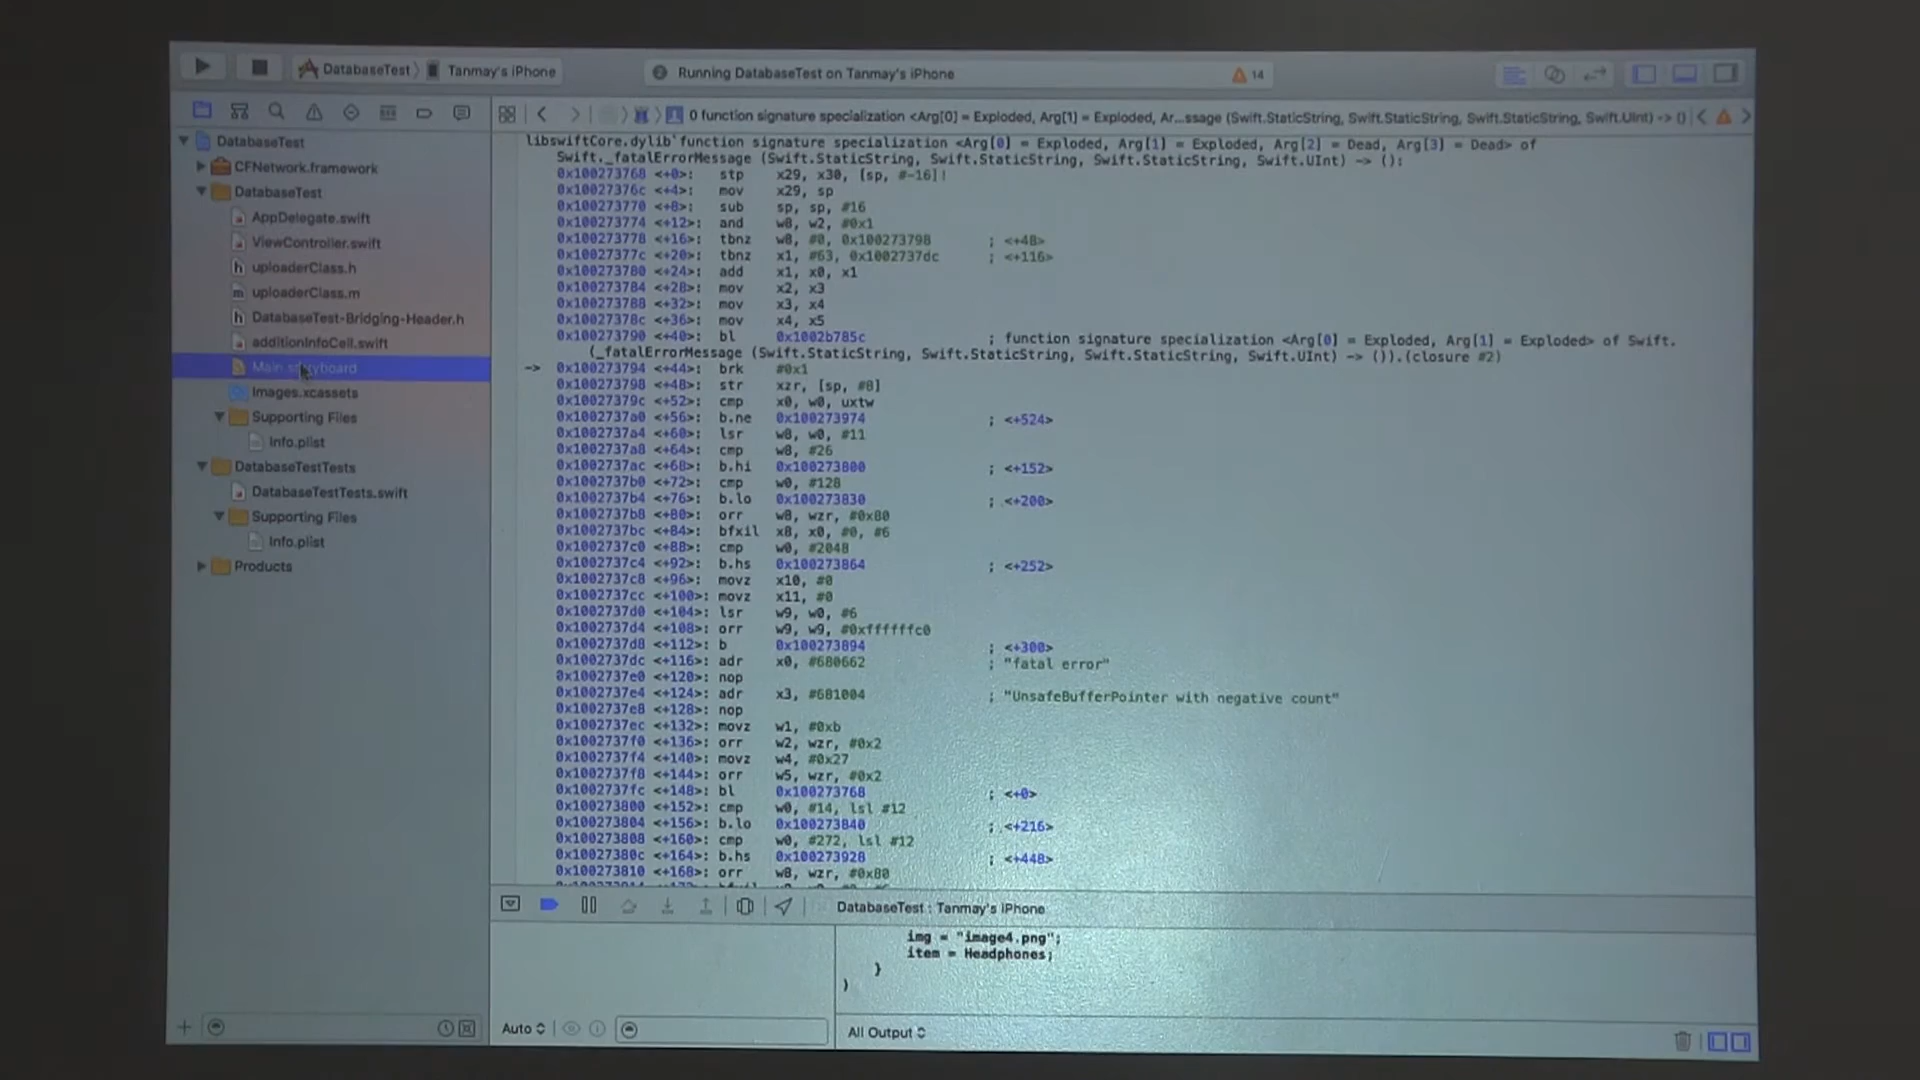 DatabaseTest
Tanmay's iPhone
Running DatabaseTest on Tanmay's iPhone
14
0 function signature specialization <Arg[0] = Exploded, Arg[1] = Exploded, Ar...ssage (Swift.StaticString, Swift.StaticString, Swift.StaticString, Swift.UInt) -> ()
DatabaseTest
CFNetwork.framework
DatabaseTest
AppDelegate.swift
ViewController.swift
uploaderClass.h
uploaderClass.m
DatabaseTest-Bridging-Header.h
additionInfoCell.swift
Main.storyboard
Images.xcassets
Supporting Files
Info.plist
DatabaseTestTests
DatabaseTestTests.swift
Supporting Files
Info.plist
Products
libswiftCore.dylib`function signature specialization <Arg[0] = Exploded, Arg[1] = Exploded, Arg[2] = Dead, Arg[3] = Dead> of
Swift._fatalErrorMessage (Swift.StaticString, Swift.StaticString, Swift.StaticString, Swift.UInt) -> ():
0x100273768 <+0>: stp x29, x30, [sp, #-16]!
0x10027376c <+4>: mov x29, sp
0x100273770 <+8>: sub sp, sp, #16
0x100273774 <+12>: and w8, w2, #0x1
0x100273778 <+16>: tbnz w8, #0, 0x100273798 ; <+48>
0x10027377c <+20>: tbnz x1, #63, 0x1002737dc ; <+116>
0x100273780 <+24>: add x1, x0, x1
0x100273784 <+28>: mov x2, x3
0x100273788 <+32>: mov x3, x4
0x10027378c <+36>: mov x4, x5
0x100273790 <+40>: bl 0x1002b785c ; function signature specialization <Arg[0] = Exploded, Arg[1] = Exploded> of Swift.
(_fatalErrorMessage (Swift.StaticString, Swift.StaticString, Swift.StaticString, Swift.UInt) -> ()).(closure #2)
-> 0x100273794 <+44>: brk #0x1
0x100273798 <+48>: str xzr, [sp, #8]
0x10027379c <+52>: cmp x0, w0, uxtw
0x1002737a0 <+56>: b.ne 0x100273974 ; <+524>
0x1002737a4 <+60>: lsr w8, w0, #11
0x1002737a8 <+64>: cmp w8, #26
0x1002737ac <+68>: b.hi 0x100273800 ; <+152>
0x1002737b0 <+72>: cmp w0, #128
0x1002737b4 <+76>: b.lo 0x100273830 ; <+200>
0x1002737b8 <+80>: orr w8, wzr, #0x80
0x1002737bc <+84>: bfxil x8, x0, #0, #6
0x1002737c0 <+88>: cmp w0, #2048
0x1002737c4 <+92>: b.hs 0x100273864 ; <+252>
0x1002737c8 <+96>: movz x10, #0
0x1002737cc <+100>: movz x11, #0
0x1002737d0 <+104>: lsr w9, w0, #6
0x1002737d4 <+108>: orr w9, w9, #0xffffffc0
0x1002737d8 <+112>: b 0x100273894 ; <+300>
0x1002737dc <+116>: adr x0, #680662 ; "fatal error"
0x1002737e0 <+120>: nop
0x1002737e4 <+124>: adr x3, #681004 ; "UnsafeBufferPointer with negative count"
0x1002737e8 <+128>: nop
0x1002737ec <+132>: movz w1, #0xb
0x1002737f0 <+136>: orr w2, wzr, #0x2
0x1002737f4 <+140>: movz w4, #0x27
0x1002737f8 <+144>: orr w5, wzr, #0x2
0x1002737fc <+148>: bl 0x100273768 ; <+0>
0x100273800 <+152>: cmp w0, #14, lsl #12
0x100273804 <+156>: b.lo 0x100273840 ; <+216>
0x100273808 <+160>: cmp w0, #272, lsl #12
0x10027380c <+164>: b.hs 0x100273928 ; <+448>
0x100273810 <+168>: orr w8, wzr, #0x80
DatabaseTest : Tanmay's iPhone
img = "image4.png";
item = Headphones;
}
)
Auto
All Output